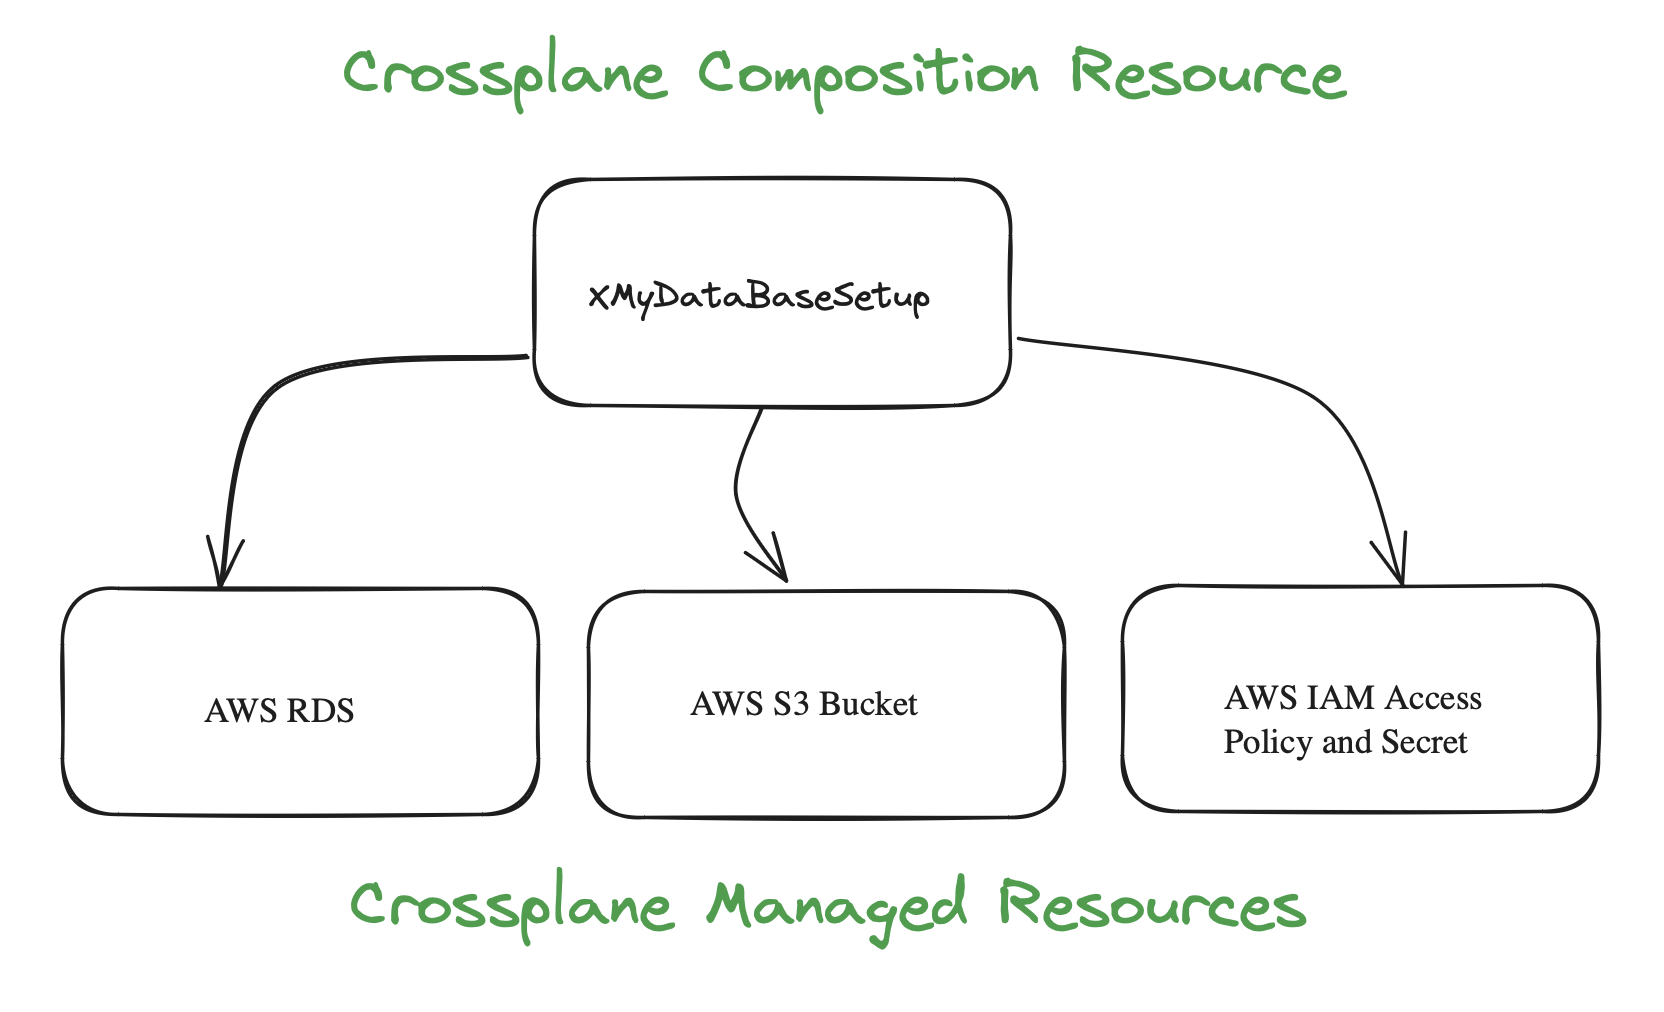 Crossplane Composition Resource
xMyDataBaseSetup
AWS RDS
AWS S3 Bucket
AWS IAM Access
Policy and Secret
Crossplane Managed Resources